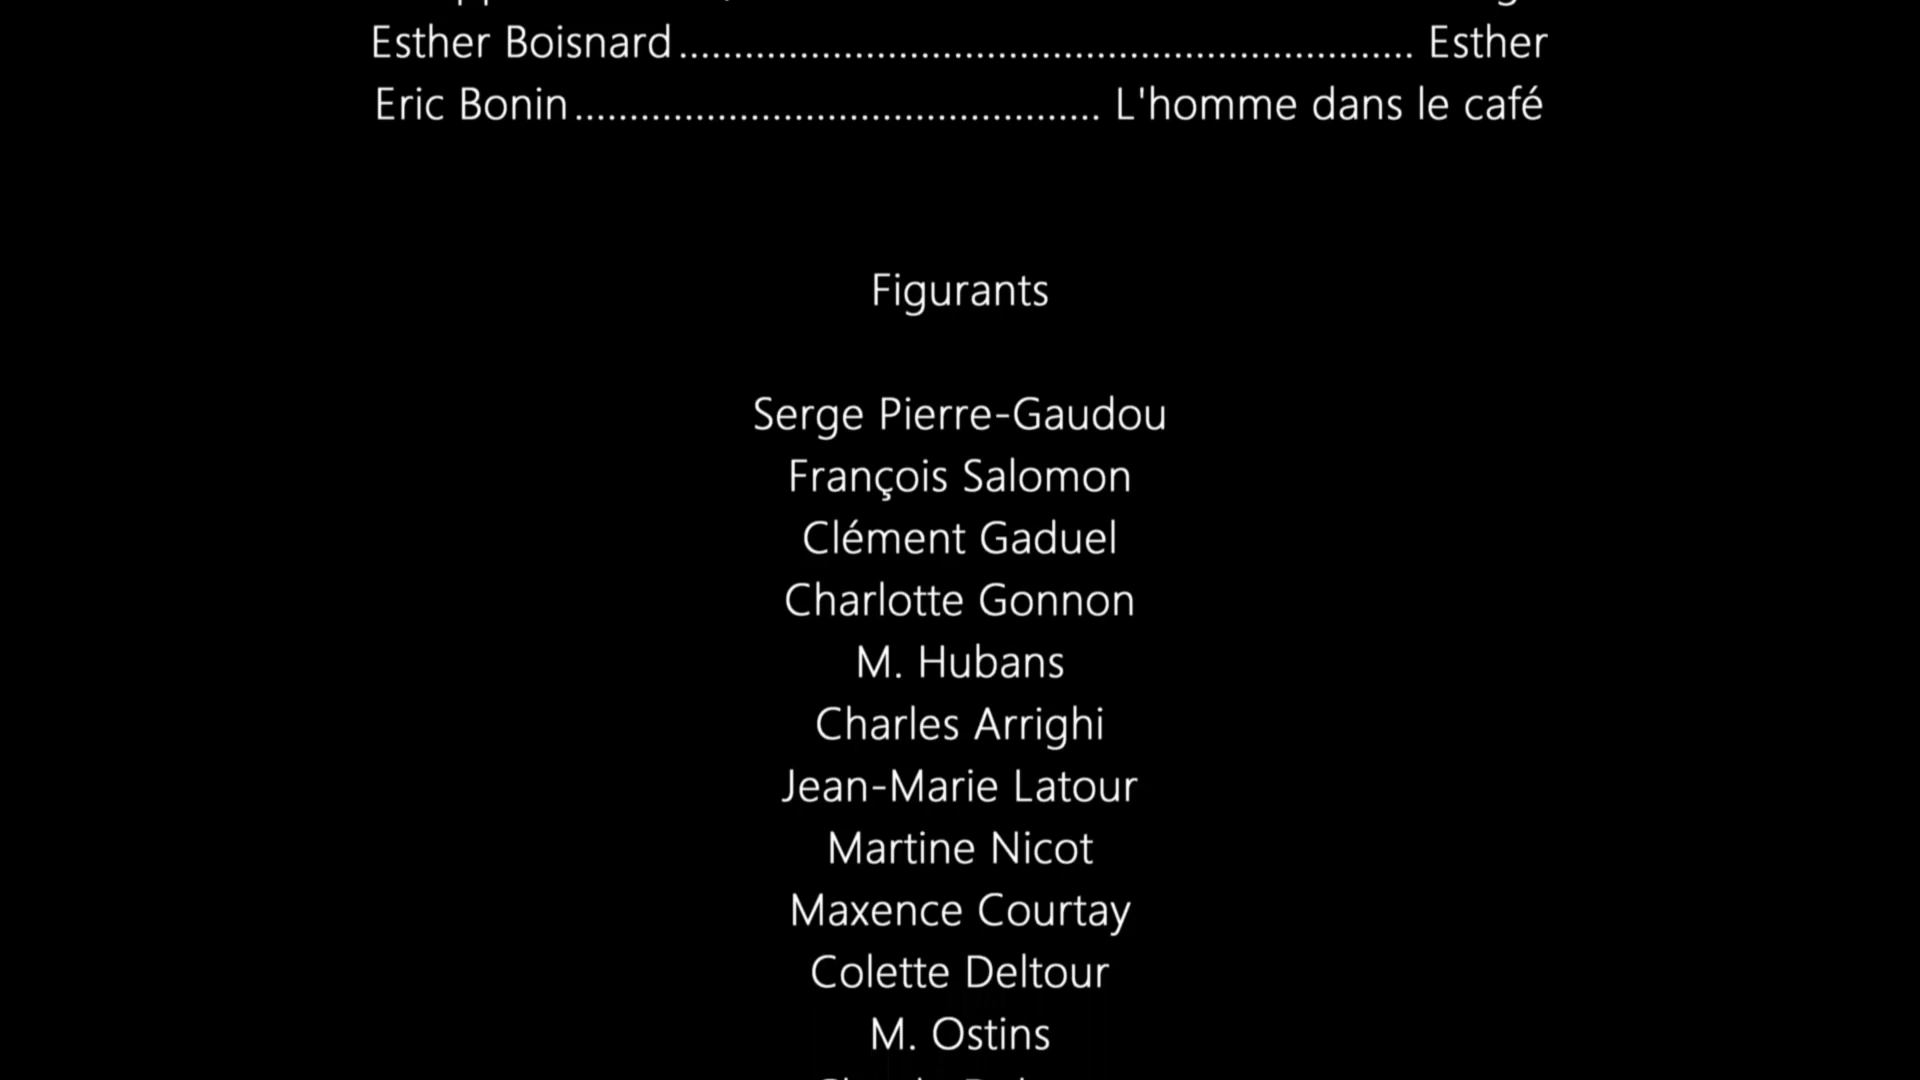 Esther Boisnard.................................................................... Esther
Eric Bonin................................................ L'homme dans le café
Figurants
Serge Pierre-Gaudou
François Salomon
Clément Gaduel
Charlotte Gonnon
M. Hubans
Charles Arrighi
Jean-Marie Latour
Martine Nicot
Maxence Courtay
Colette Deltour
M. Ostins